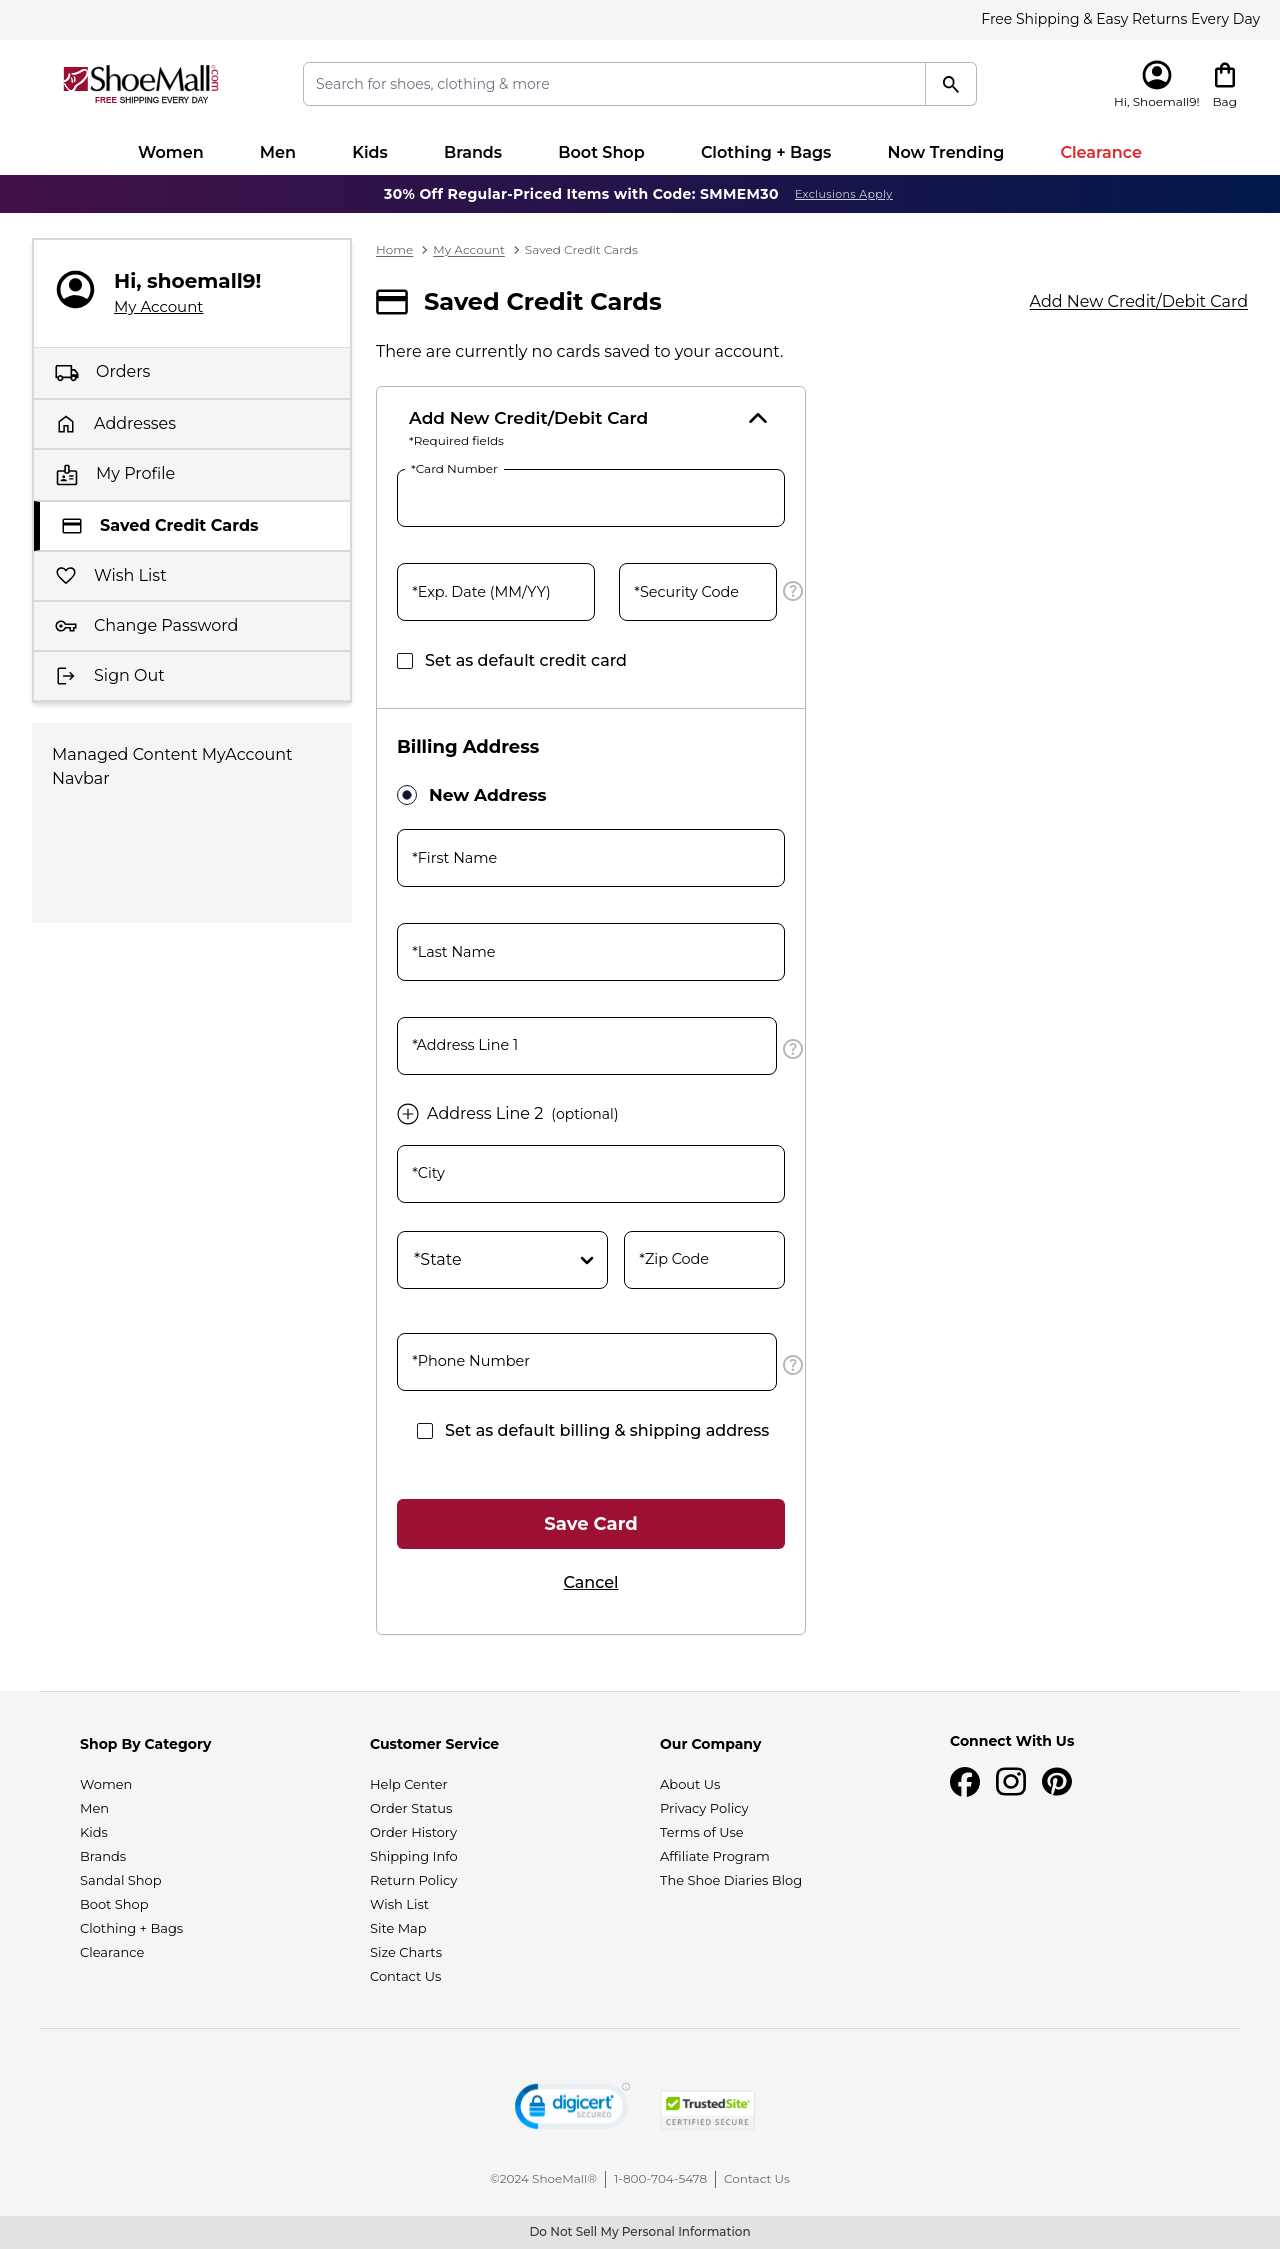 Free Shipping & Easy Returns Every Day
ShoeMall.com
FREE SHIPPING EVERY DAY
Search for shoes, clothing & more
Hi, Shoemall9!
Bag
Women
Men
Kids
Brands
Boot Shop
Clothing + Bags
Now Trending
Clearance
30% Off Regular-Priced Items with Code: SMMEM30 Exclusions Apply
Hi, shoemall9!
My Account
Orders
Addresses
My Profile
Saved Credit Cards
Wish List
Change Password
Sign Out
Managed Content MyAccount
Navbar
Home > My Account > Saved Credit Cards
Saved Credit Cards
Add New Credit/Debit Card
There are currently no cards saved to your account.
Add New Credit/Debit Card
*Required fields
*Card Number
*Exp. Date (MM/YY)
*Security Code
Set as default credit card
Billing Address
New Address
*First Name
*Last Name
*Address Line 1
Address Line 2 (optional)
*City
*State
*Zip Code
*Phone Number
Set as default billing & shipping address
Save Card
Cancel
Shop By Category
Women
Men
Kids
Brands
Sandal Shop
Boot Shop
Clothing + Bags
Clearance
Customer Service
Help Center
Order Status
Order History
Shipping Info
Return Policy
Wish List
Site Map
Size Charts
Contact Us
Our Company
About Us
Privacy Policy
Terms of Use
Affiliate Program
The Shoe Diaries Blog
Connect With Us
digicert
SECURED
TrustedSite
CERTIFIED SECURE
©2024 ShoeMall® | 1-800-704-5478 | Contact Us
Do Not Sell My Personal Information